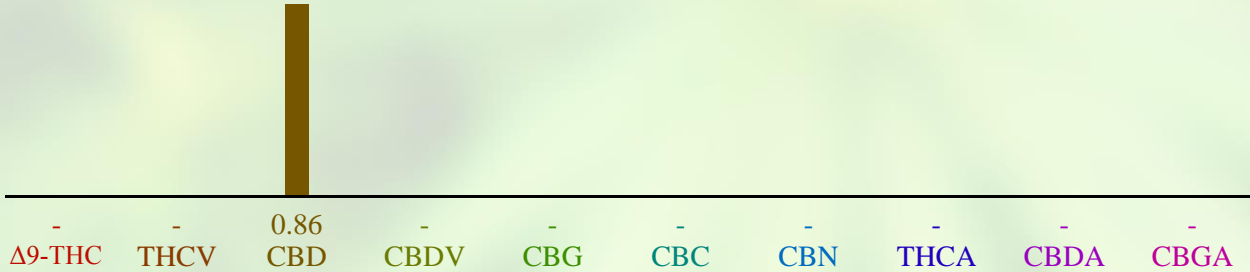 - - 0.86 - - - - - - -
Δ9-THC THCV CBD CBDV CBG CBC CBN THCA CBDA CBGA